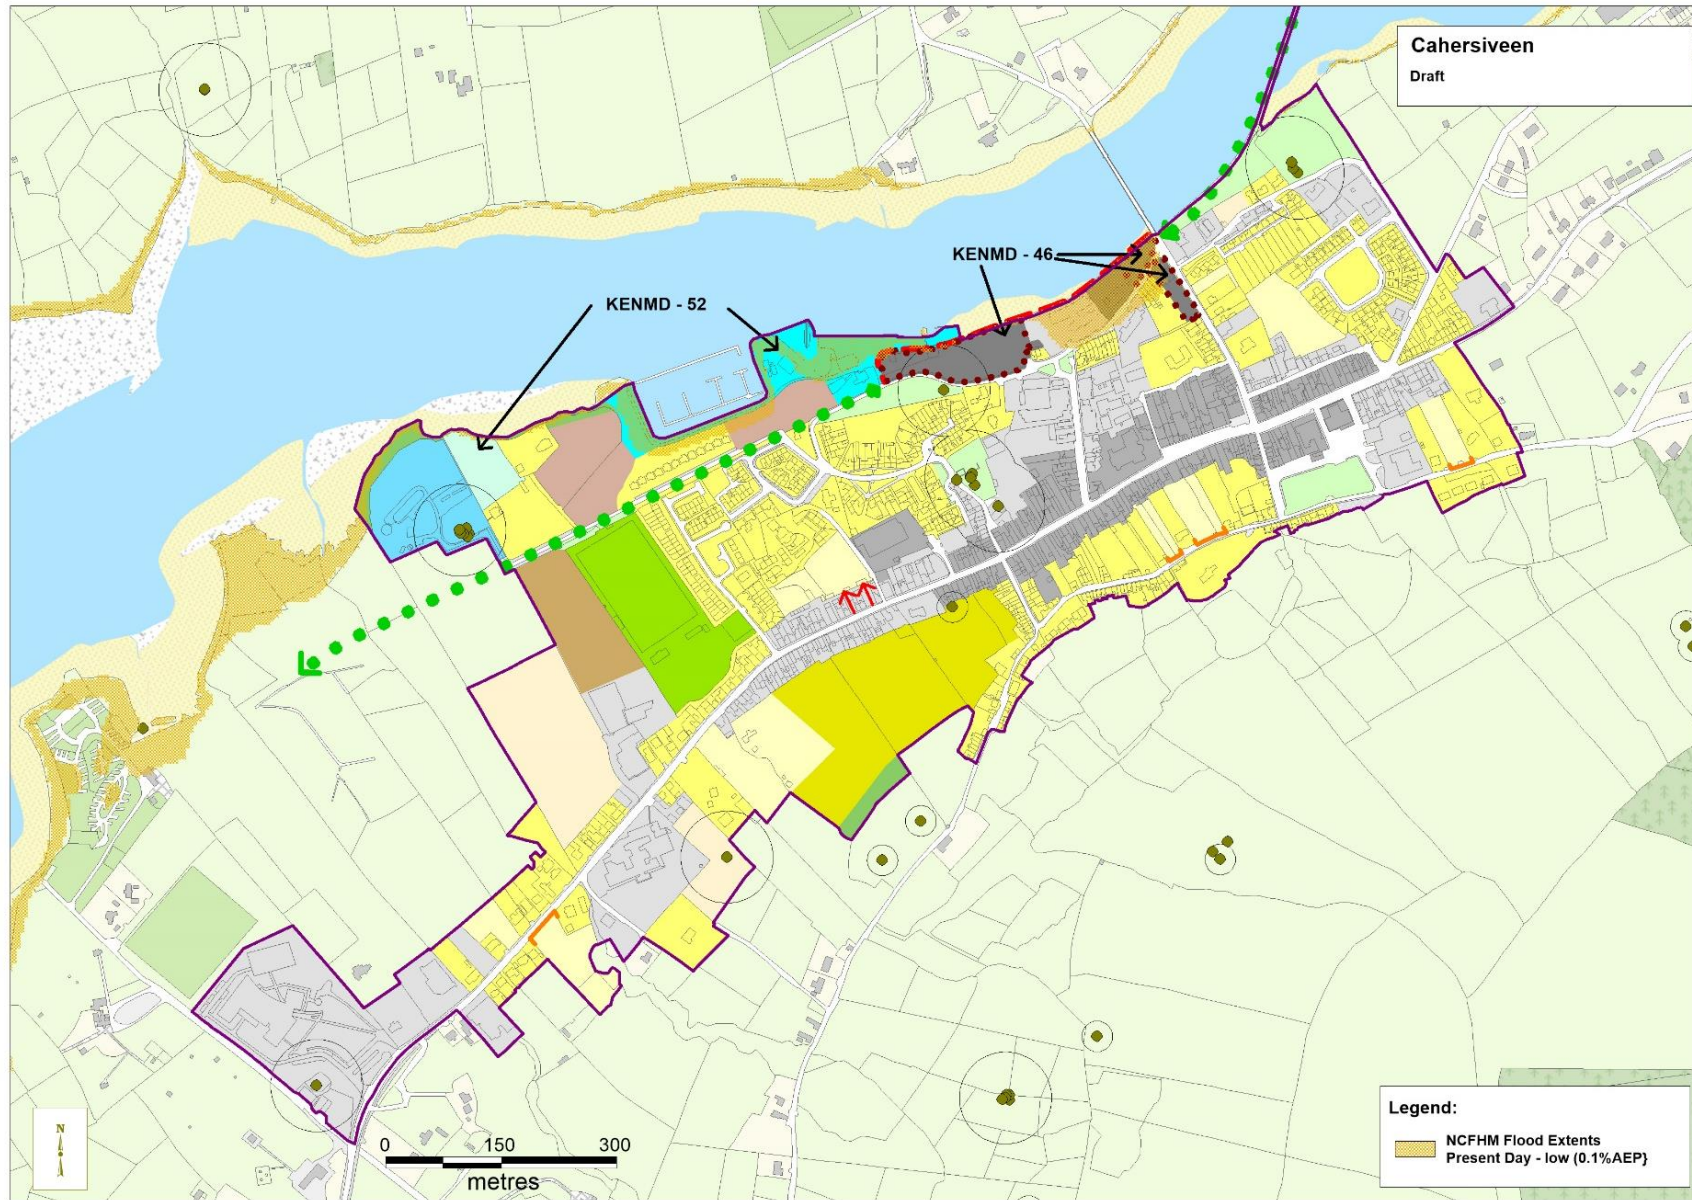 Cahersiveen
Draft
KENMD - 46
KENMD - 52
Legend:
NCFHM Flood Extents
Present Day - low (0.1%AEP}
N
0 150 300
metres